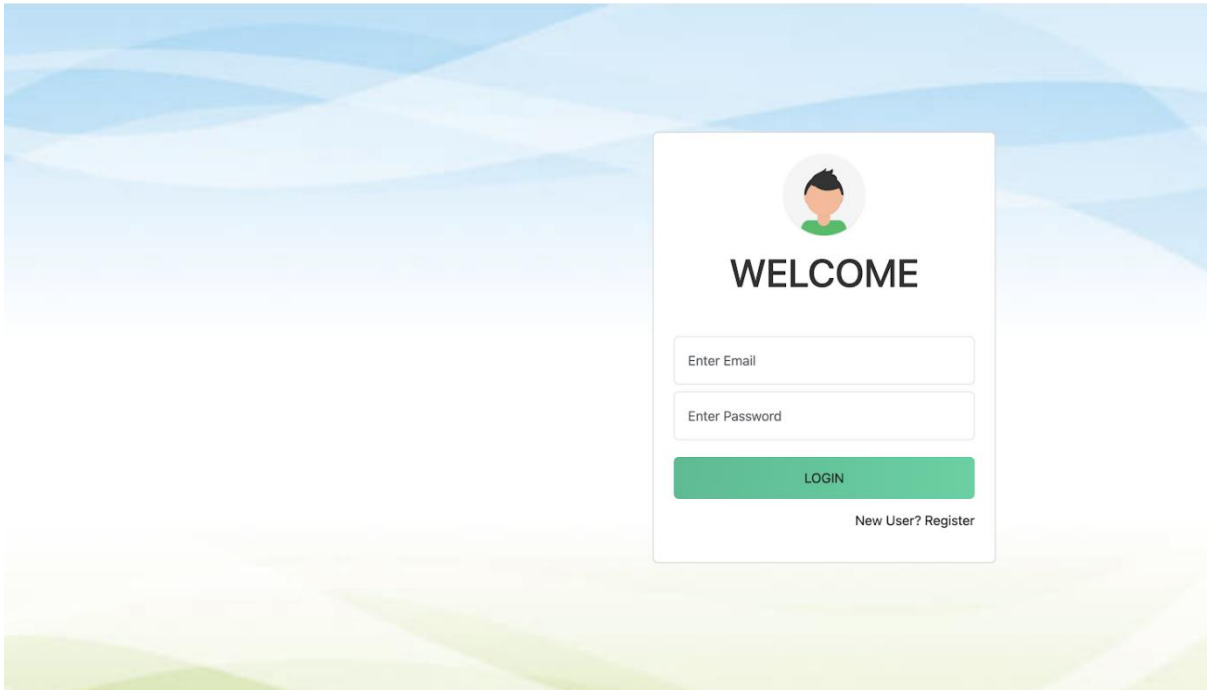 WELCOME
Enter Email
Enter Password
LOGIN
New User? Register